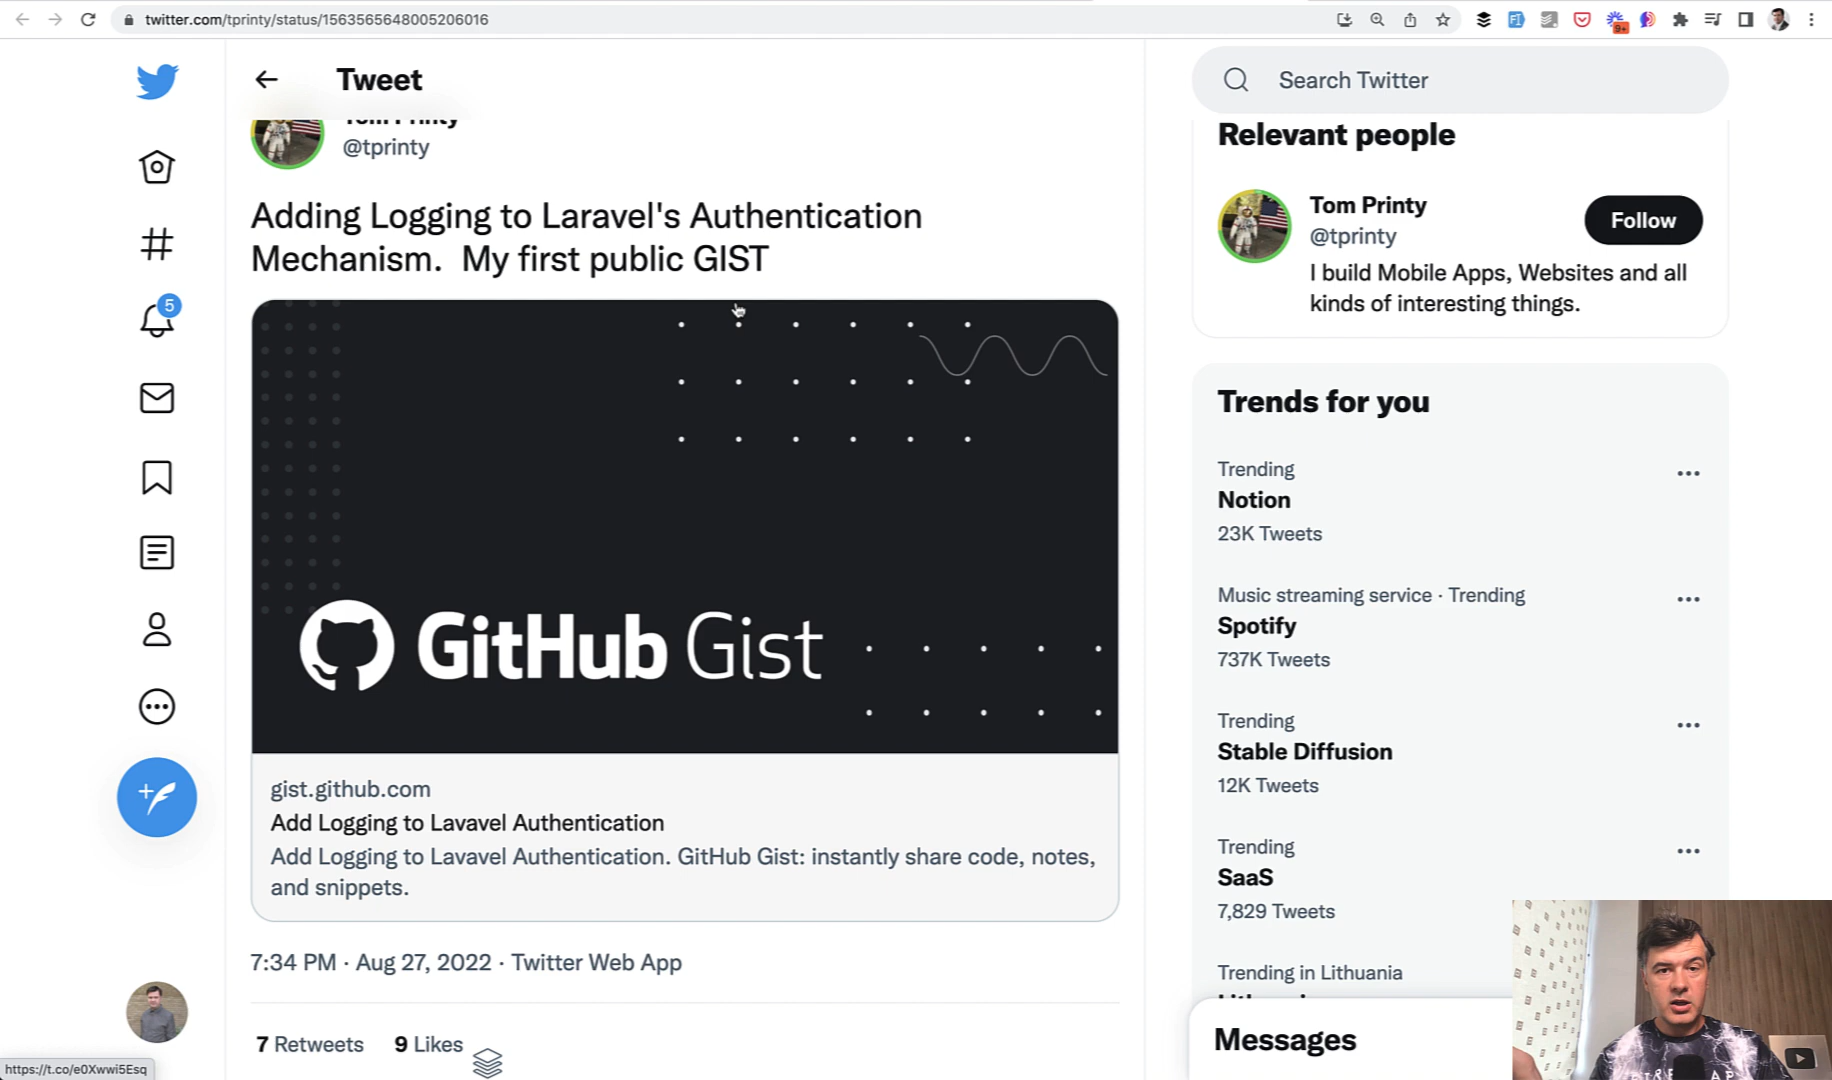 twitter.com/tprinty/status/1563565648005206016
9+
Tweet
Search Twitter
Tom Printy
@tprinty
Adding Logging to Laravel's Authentication
Mechanism. My first public GIST
GitHub Gist
gist.github.com
Add Logging to Lavavel Authentication
Add Logging to Lavavel Authentication. GitHub Gist: instantly share code, notes,
and snippets.
7:34 PM · Aug 27, 2022 · Twitter Web App
7 Retweets 9 Likes
5
Relevant people
Tom Printy
@tprinty
Follow
I build Mobile Apps, Websites and all
kinds of interesting things.
Trends for you
Trending
Notion
23K Tweets
Music streaming service · Trending
Spotify
737K Tweets
Trending
Stable Diffusion
12K Tweets
Trending
SaaS
7,829 Tweets
Trending in Lithuania
Messages
https://t.co/e0Xwwi5Esq